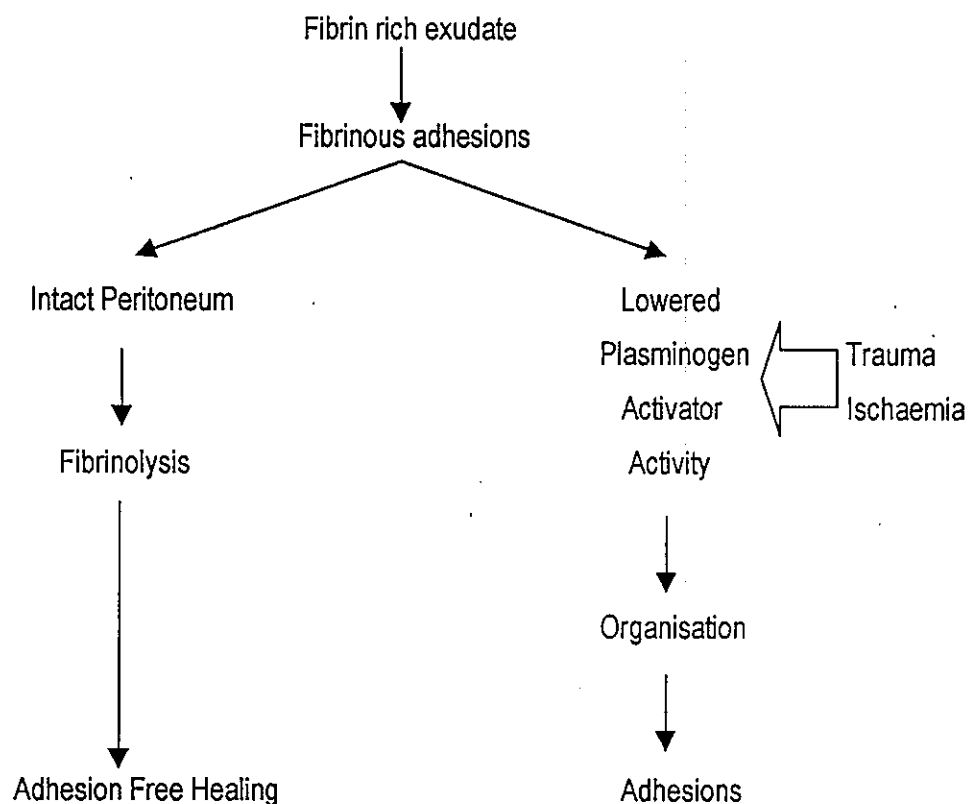 Fibrin rich exudate
Fibrinous adhesions
Intact Peritoneum
Lowered
Plasminogen
Activator
Activity
Trauma
Ischaemia
Fibrinolysis
Organisation
Adhesion Free Healing
Adhesions